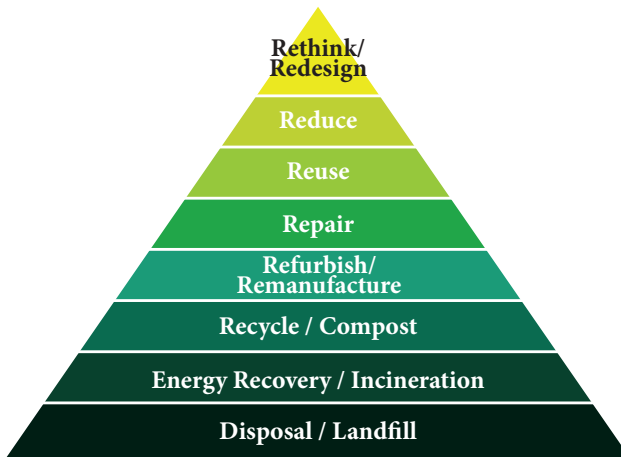 Rethink/
Redesign
Reduce
Reuse
Repair
Refurbish/
Remanufacture
Recycle / Compost
Energy Recovery / Incineration
Disposal / Landfill